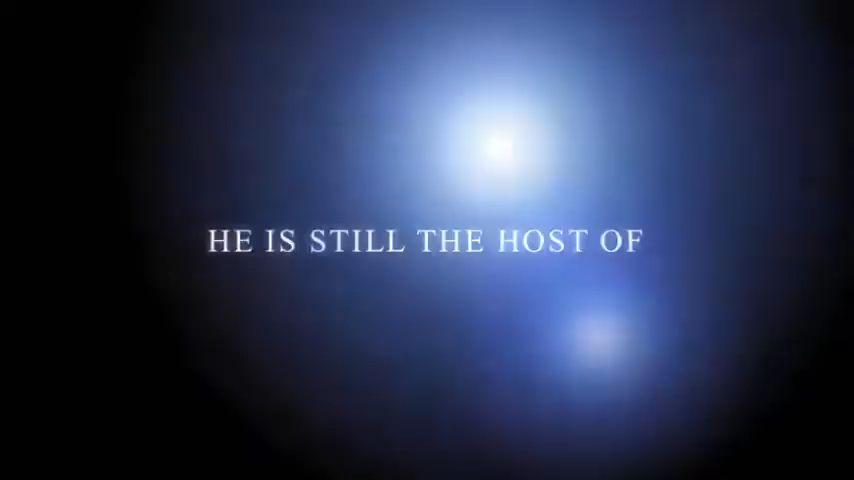 HE IS STILL THE HOST OF